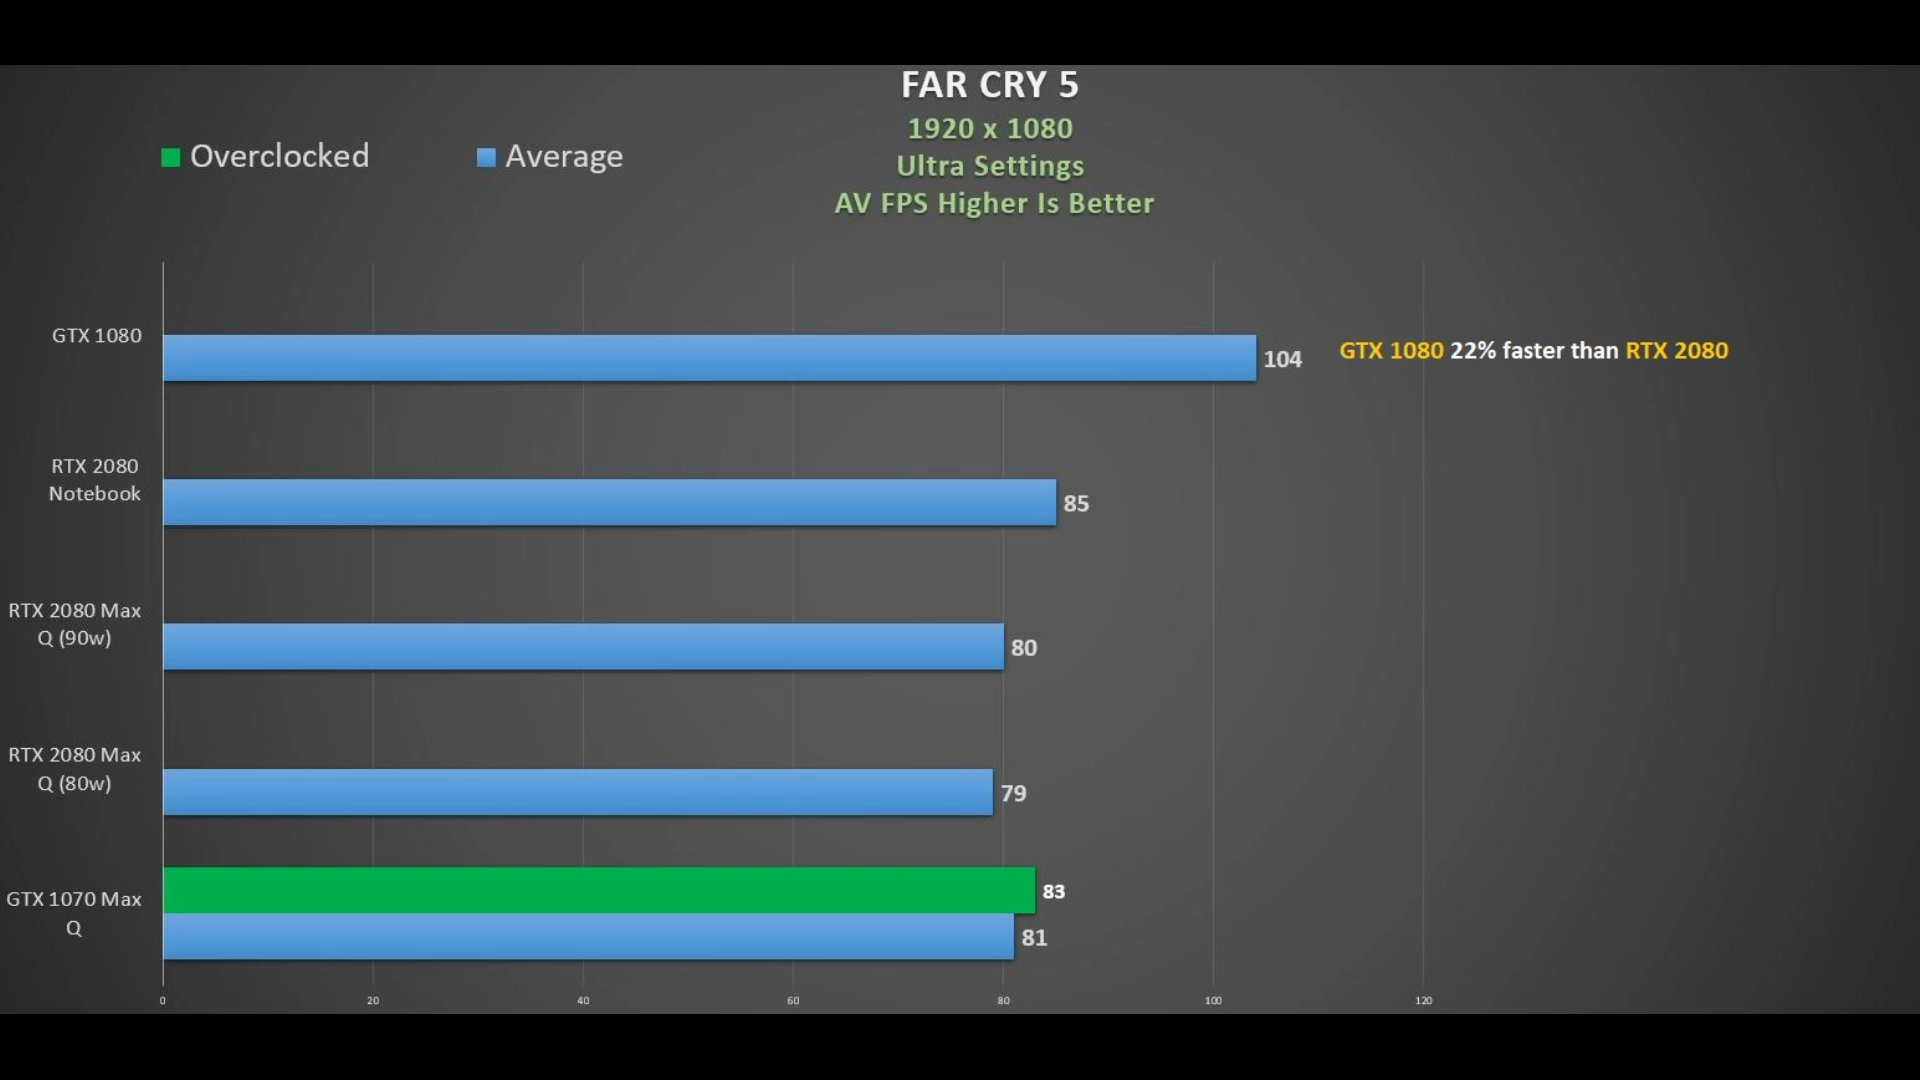 FAR CRY 5
1920 x 1080
Ultra Settings
AV FPS Higher Is Better
Overclocked
Average
GTX 1080
104
GTX 1080 22% faster than RTX 2080
RTX 2080
Notebook
85
RTX 2080 Max
Q (90w)
80
RTX 2080 Max
Q (80w)
79
GTX 1070 Max
Q
83
81
0 20 40 60 80 100 120